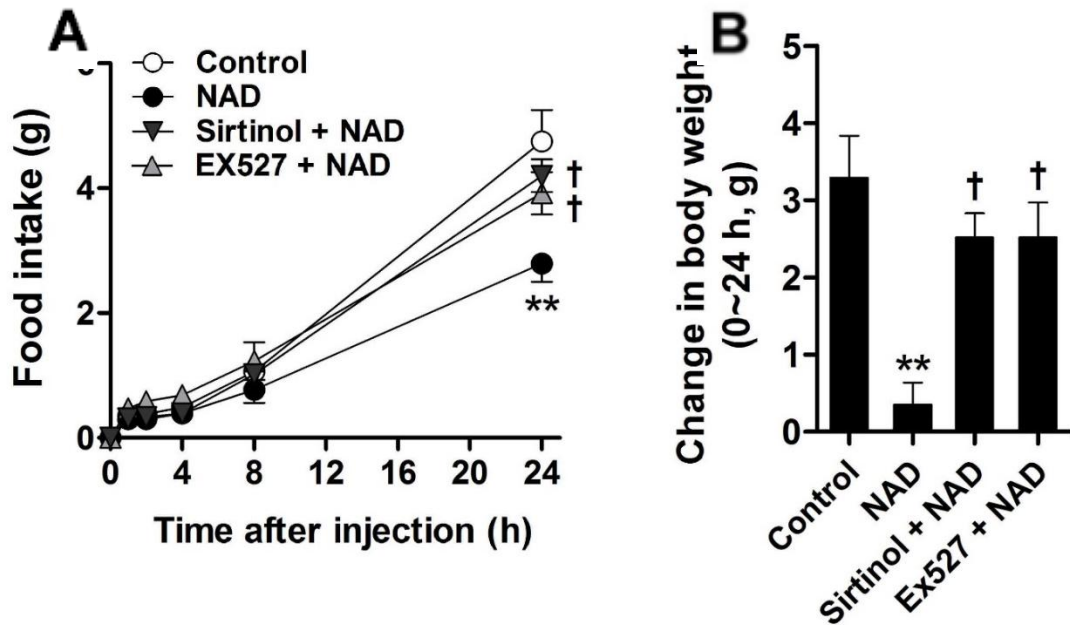 A
Food intake (g)
6
4
2
0
Control
NAD
Sirtinol + NAD
EX527 + NAD
†
†
**
0 4 8 12 16 20 24
Time after injection (h)
B
Change in body weight
(0~24 h, g)
5
4
3
2
1
0
**
†
†
Control
NAD
Sirtinol + NAD
Ex527 + NAD